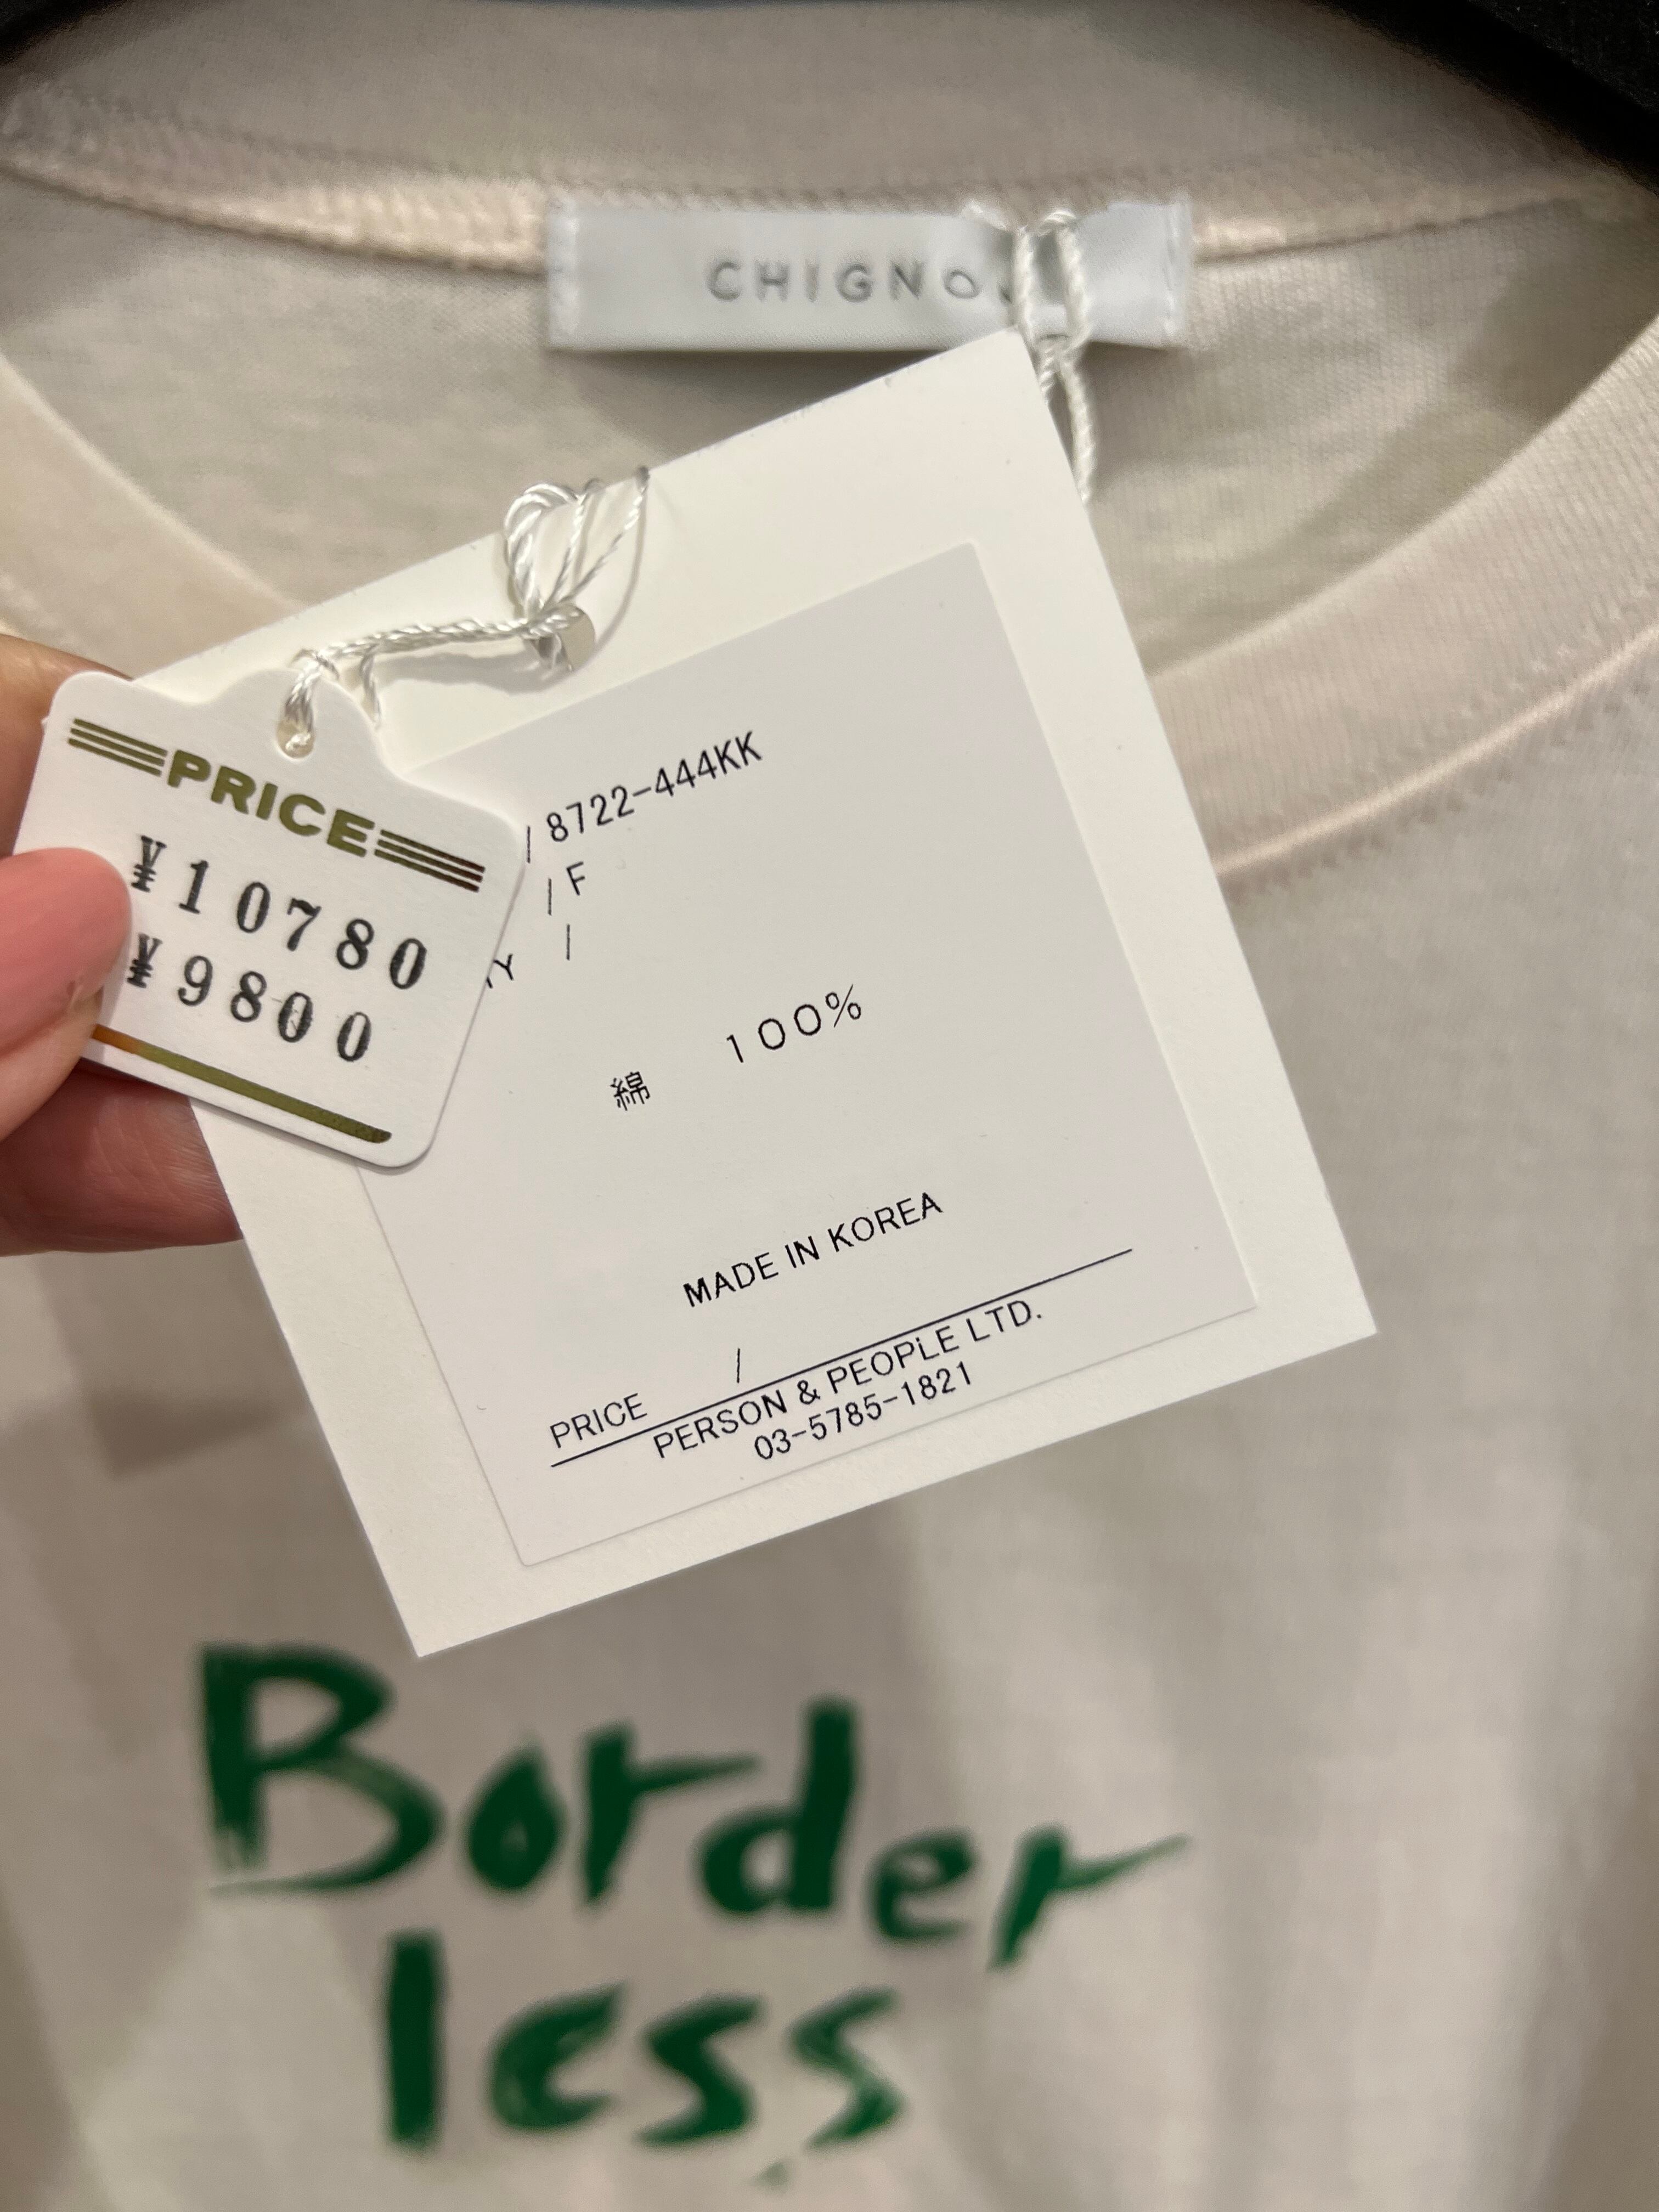 CHIGNO
PRICE
¥10780
¥9800
/ 8722-444KK
/ F
/
綿 100%
MADE IN KOREA
PRICE /
PERSON & PEOPLE LTD.
03-5785-1821
Border
less